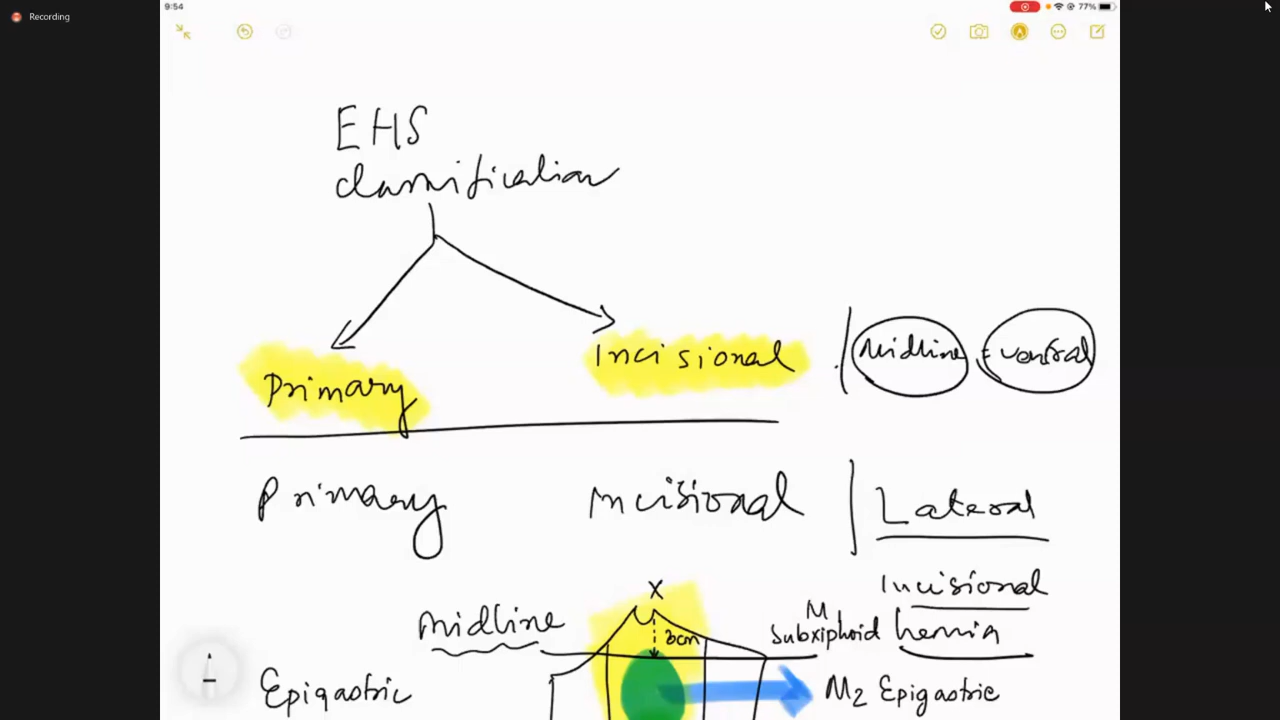 Recording
9:54
77%
EHS
classification
Primary
Incisional
Midline = ventral
Primary
Incisional
Lateral
Incisional
hernia
X
Midline
3cm
M
subxiphoid
Epigastric
M2 Epigastric